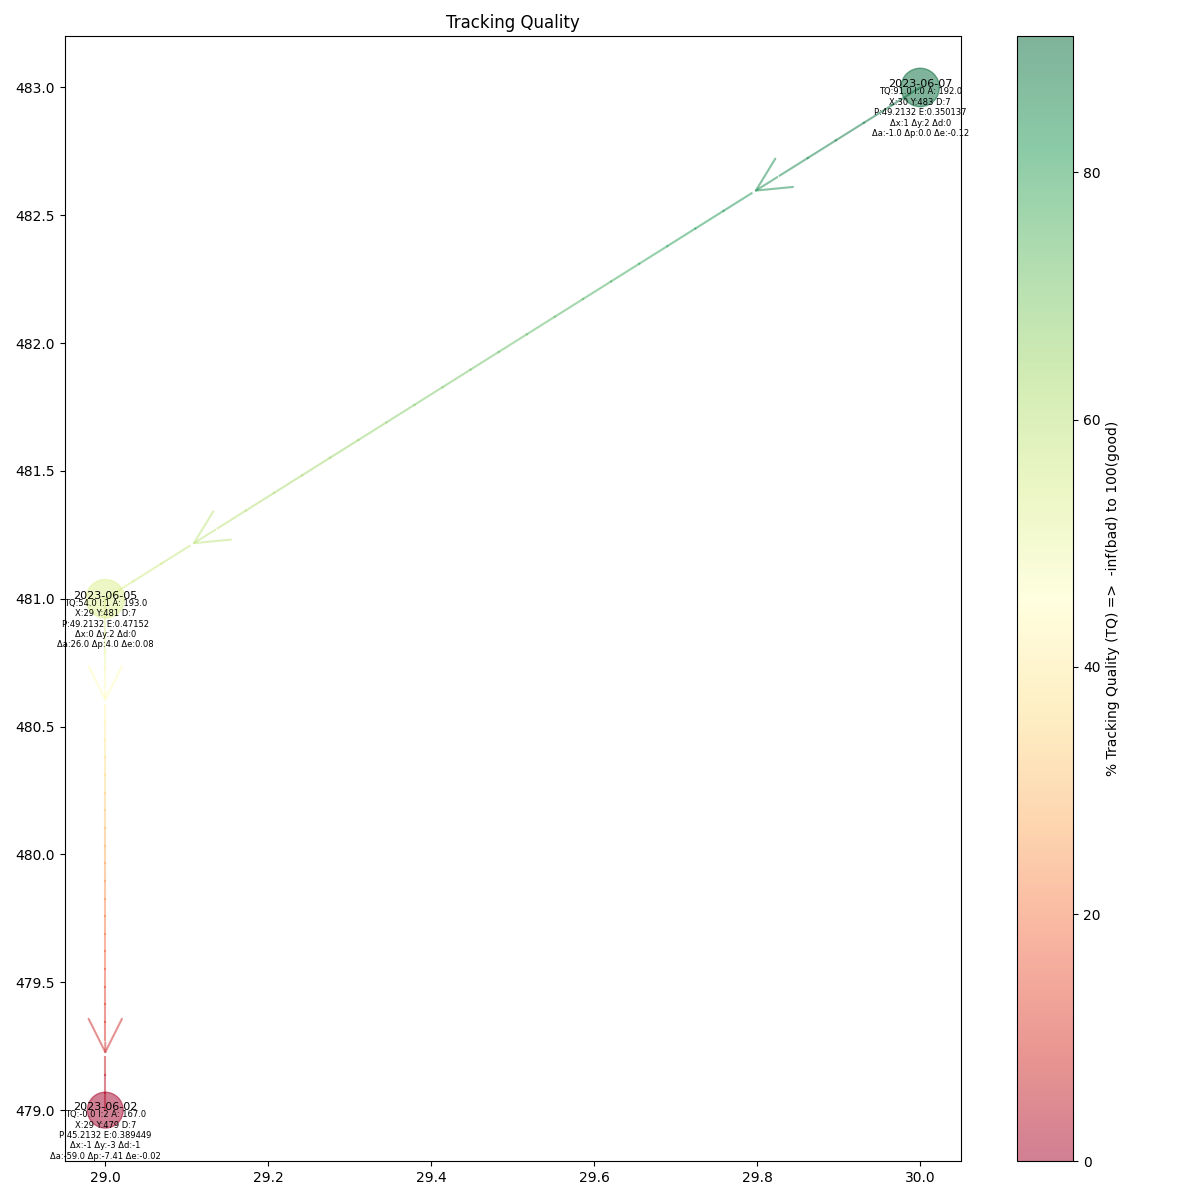 Tracking Quality
483.0
482.5
482.0
481.5
481.0
480.5
480.0
479.5
479.0
29.0
29.2
29.4
29.6
29.8
30.0
2023-06-07
TQ:91.0 I:0 A: 192.0
X:30 Y:483 D:7
P:49.2132 E:0.350137
Δx:1 Δy:2 Δd:0
Δa:-1.0 Δp:0.0 Δe:-0.12
2023-06-05
TQ:54.0 I:1 A: 193.0
X:29 Y:481 D:7
P:49.2132 E:0.47152
Δx:0 Δy:2 Δd:0
Δa:26.0 Δp:4.0 Δe:0.08
2023-06-02
TQ:-0.0 I:2 A: 167.0
X:29 Y:479 D:7
P:45.2132 E:0.389449
Δx:-1 Δy:-3 Δd:-1
Δa:-59.0 Δp:-7.41 Δe:-0.02
80
60
40
20
0
% Tracking Quality (TQ) => -inf(bad) to 100(good)